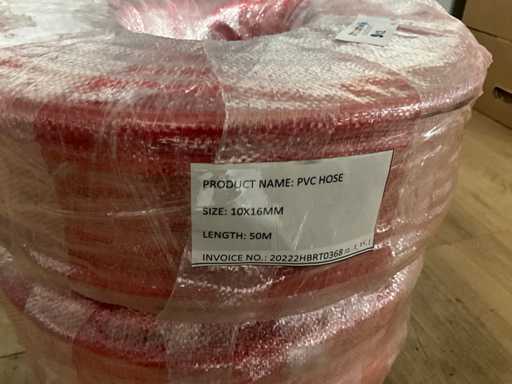 PRODUCT NAME: PVC HOSE
SIZE: 10X16MM
LENGTH: 50M
INVOICE NO.: 20222HBRT0368